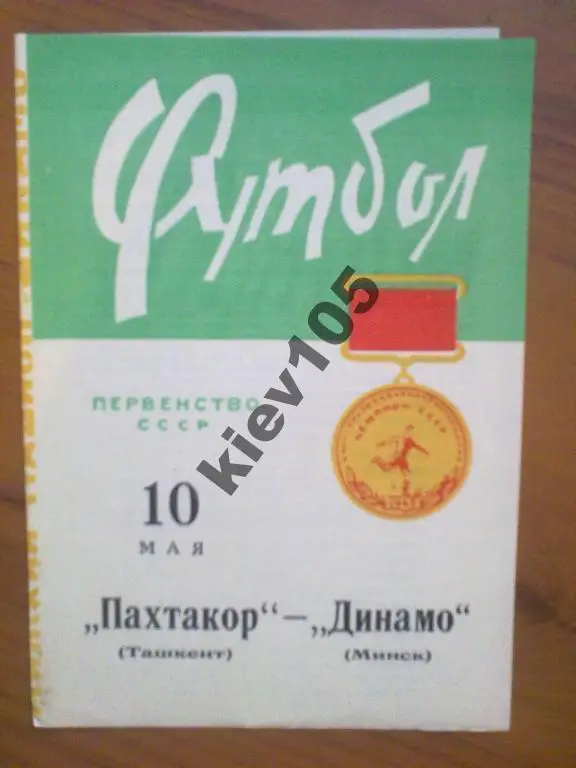 Футбол
ПЕРВЕНСТВО
СССР
10
МАЯ
„Пахтакор“ – „Динамо“
(Ташкент) (Минск)
kiev105